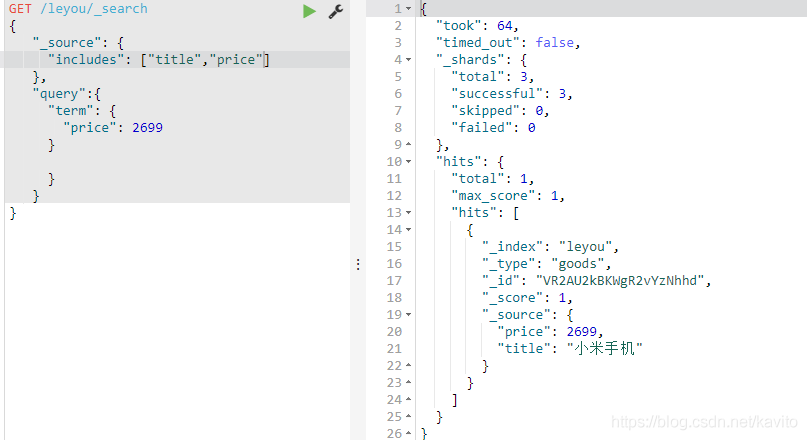 GET /leyou/_search
{
"_source": {
"includes": ["title","price"]
},
"query":{
"term": {
"price": 2699
}
}
}
}
1 {
2 "took": 64,
3 "timed_out": false,
4 "_shards": {
5 "total": 3,
6 "successful": 3,
7 "skipped": 0,
8 "failed": 0
9 },
10 "hits": {
11 "total": 1,
12 "max_score": 1,
13 "hits": [
14 {
15 "_index": "leyou",
16 "_type": "goods",
17 "_id": "VR2AU2kBKWgR2vYzNhhd",
18 "_score": 1,
19 "_source": {
20 "price": 2699,
21 "title": "小米手机"
22 }
23 }
24 ]
25 }
26 }
https://blog.csdn.net/kavito